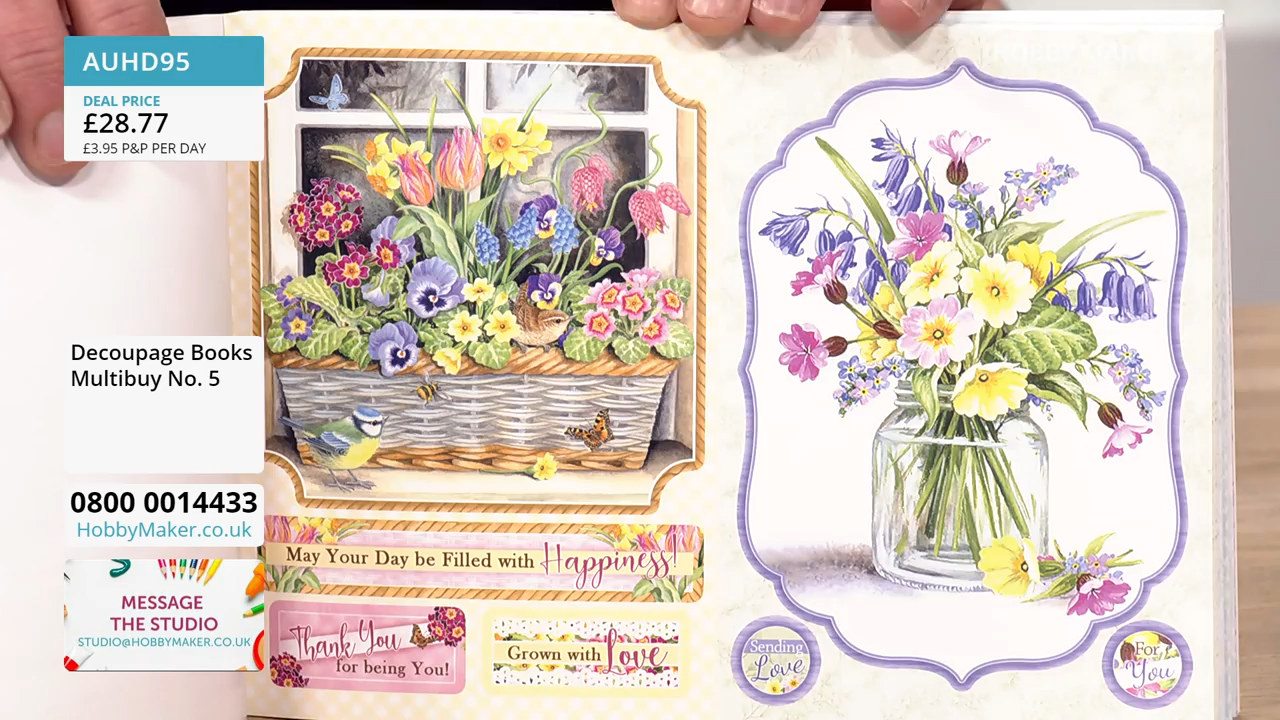 AUHD95
DEAL PRICE
£28.77
£3.95 P&P PER DAY
Decoupage Books
Multibuy No. 5
0800 0014433
HobbyMaker.co.uk
MESSAGE
THE STUDIO
STUDIO@HOBBYMAKER.CO.UK
May Your Day be Filled with Happiness!
Thank You
for being You!
Grown with Love
Sending
Love
For
You